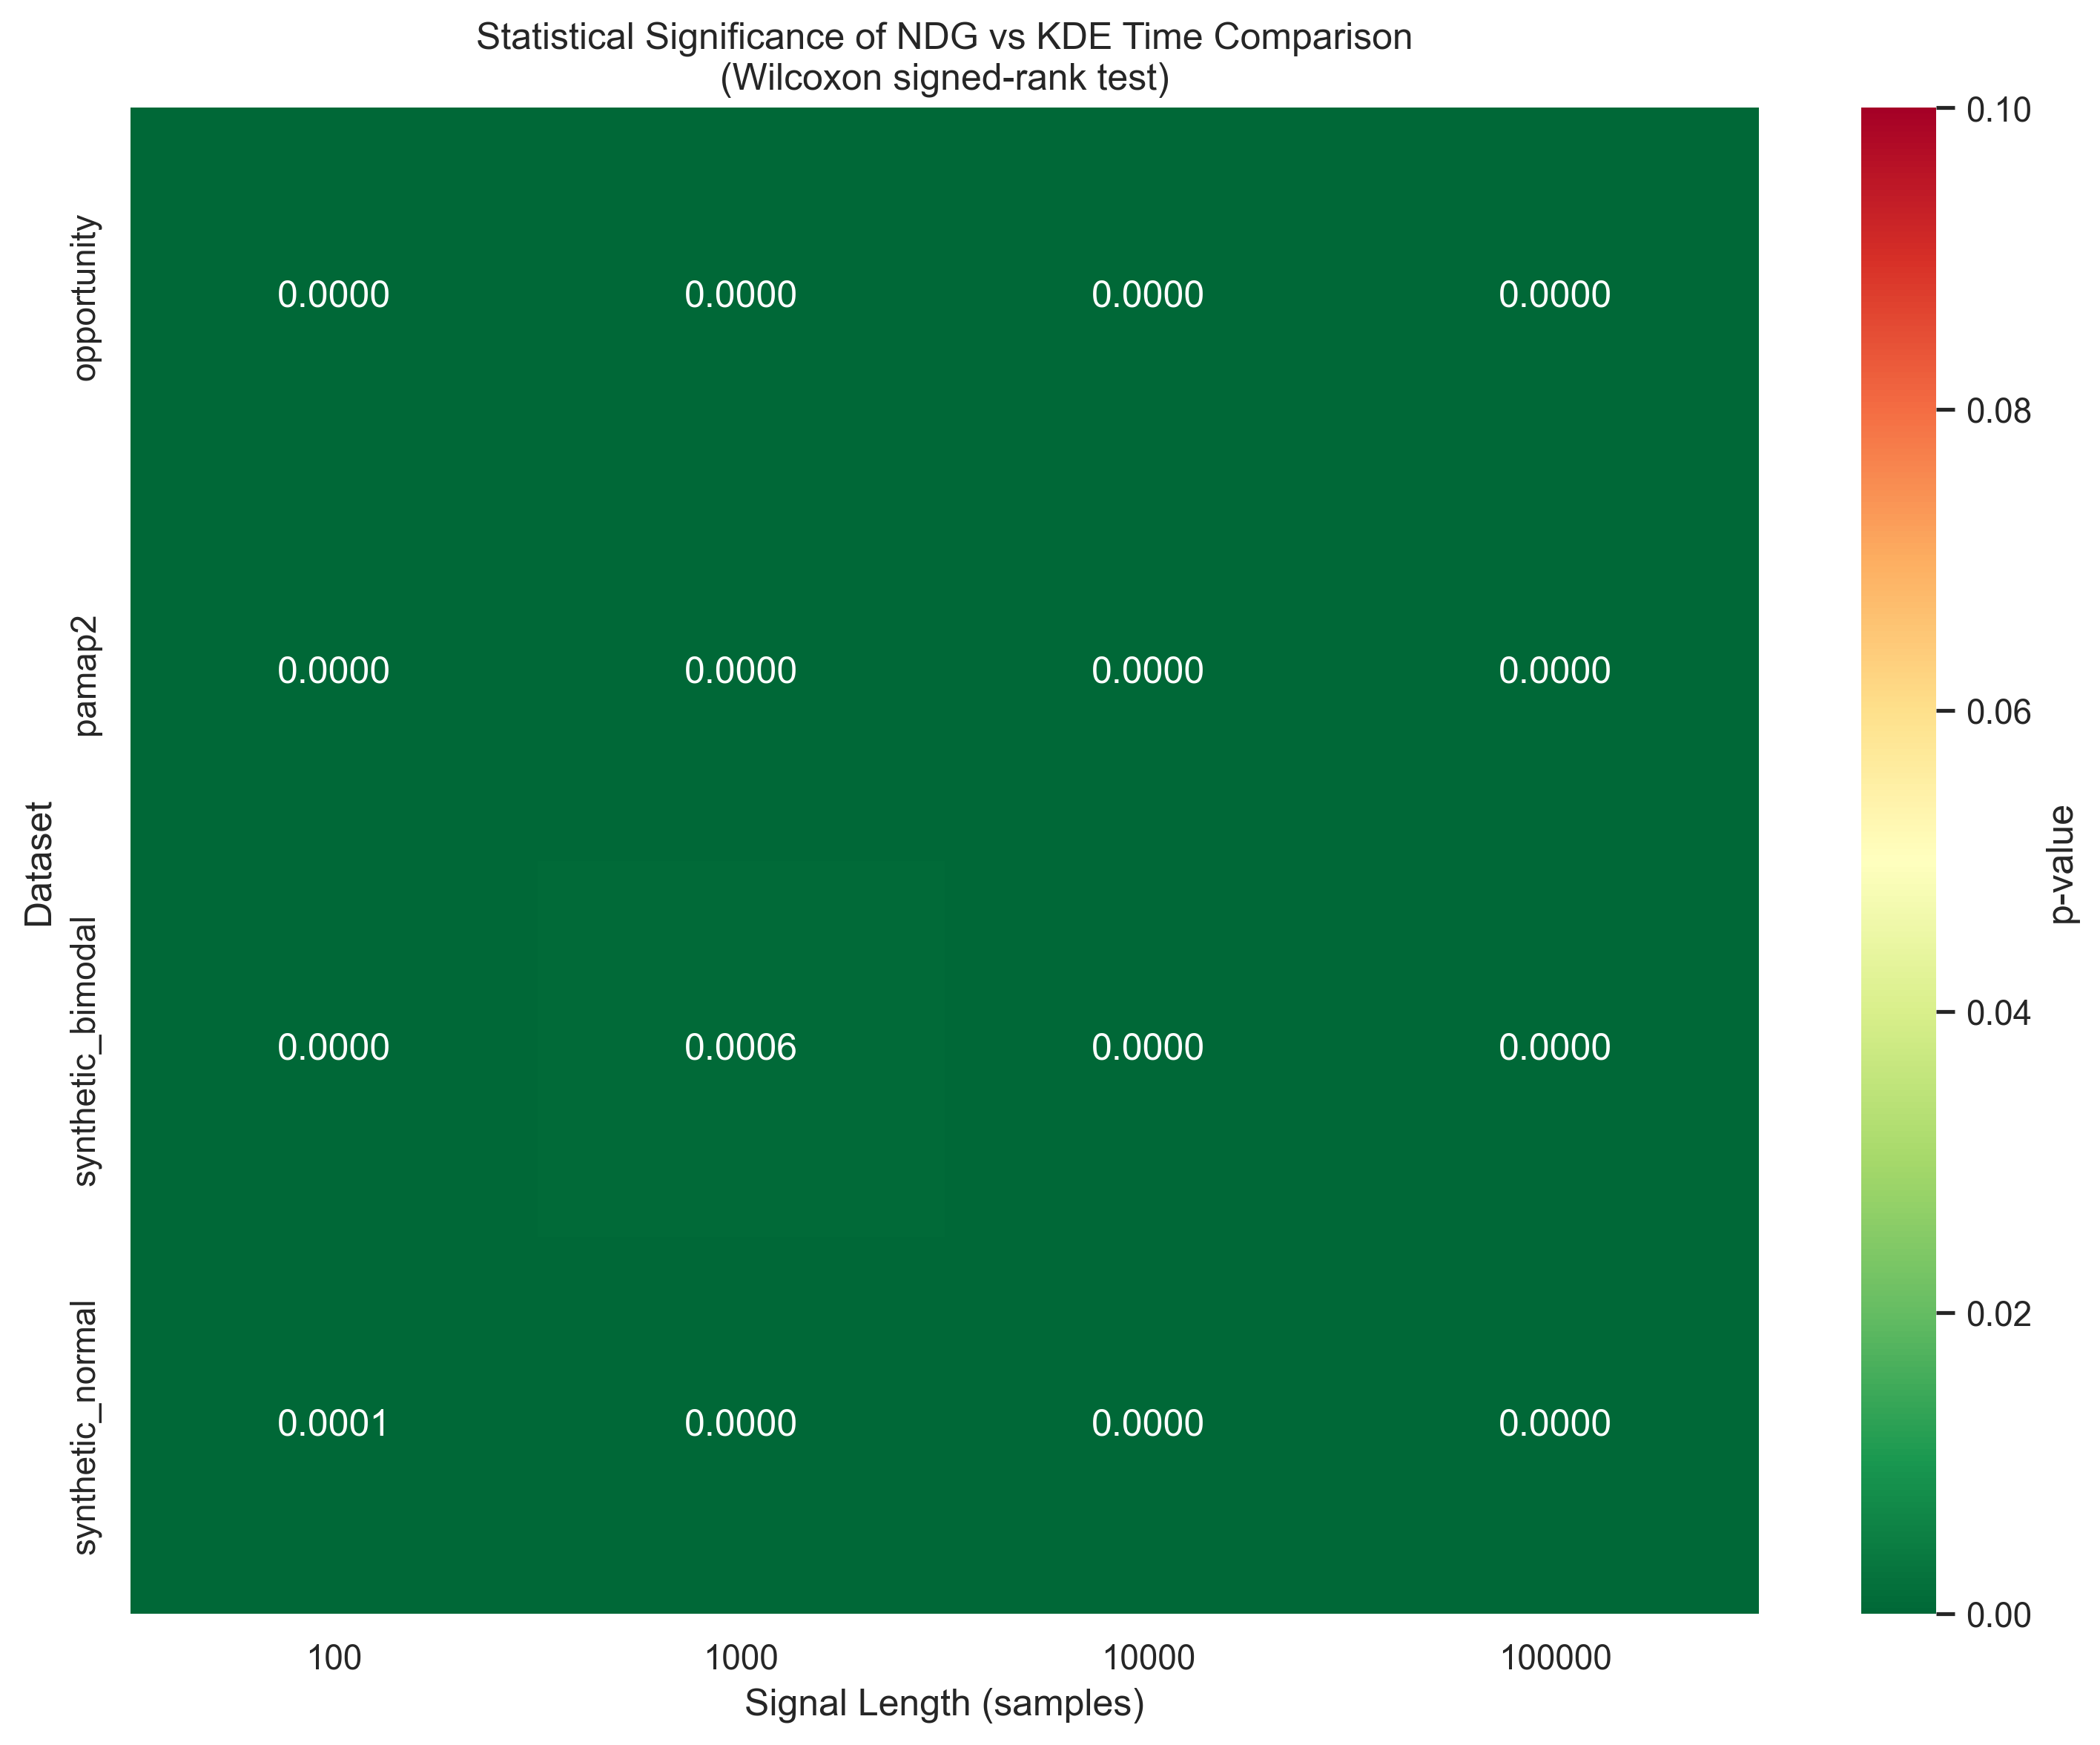 Statistical Significance of NDG vs KDE Time Comparison
(Wilcoxon signed-rank test)
Dataset
opportunity
0.0000 0.0000 0.0000 0.0000
pamap2
0.0000 0.0000 0.0000 0.0000
synthetic_bimodal
0.0000 0.0006 0.0000 0.0000
synthetic_normal
0.0001 0.0000 0.0000 0.0000
100 1000 10000 100000
Signal Length (samples)
0.10
0.08
0.06
0.04
0.02
0.00
p-value